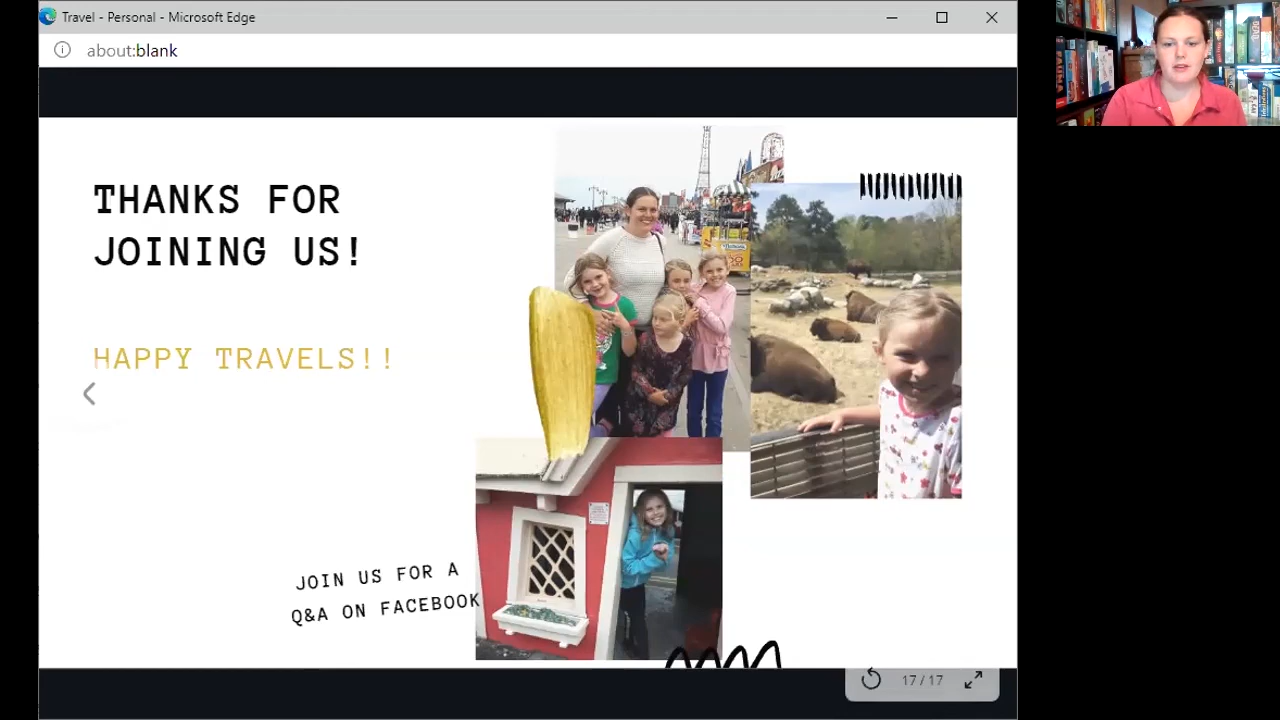 Travel - Personal - Microsoft Edge
about:blank
THANKS FOR
JOINING US!
HAPPY TRAVELS!!
JOIN US FOR A
Q&A ON FACEBOOK
17 / 17